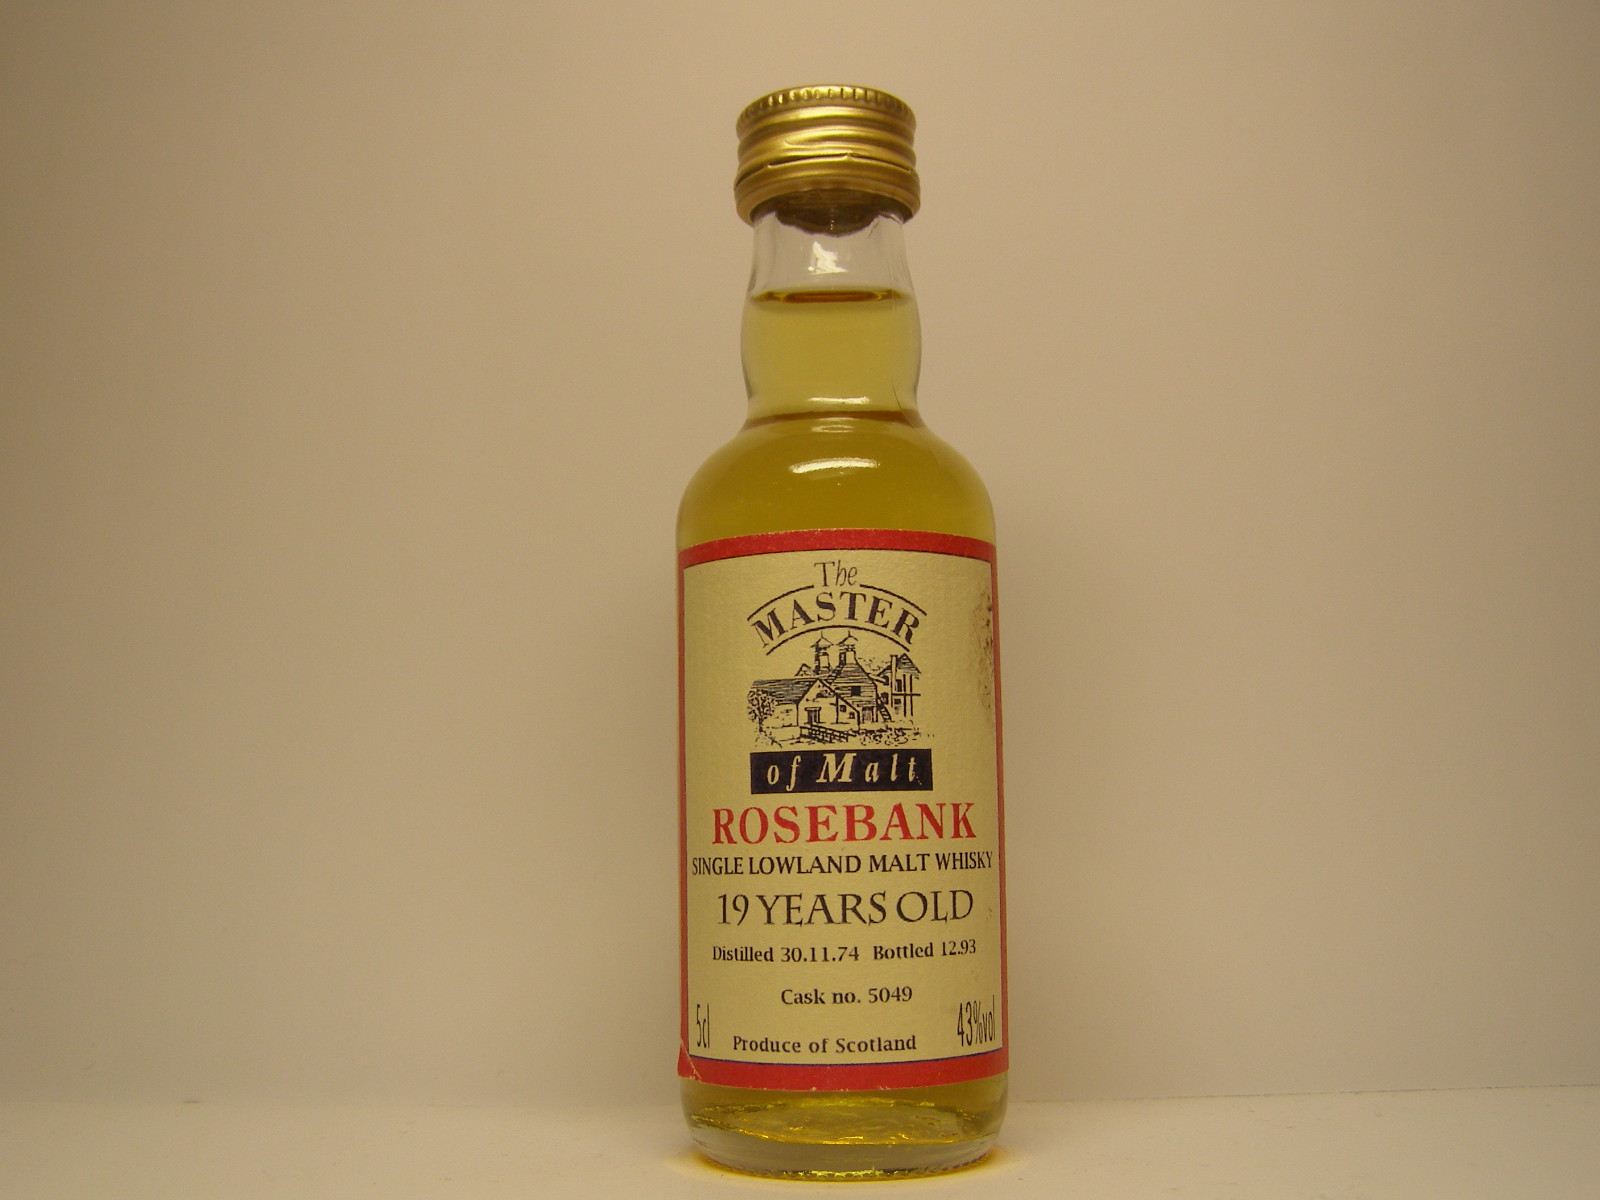 The
MASTER
of Malt
ROSEBANK
SINGLE LOWLAND MALT WHISKY
19 YEARS OLD
Distilled 30.11.74 Bottled 12.93
Cask no. 5049
5cl Produce of Scotland 43%vol